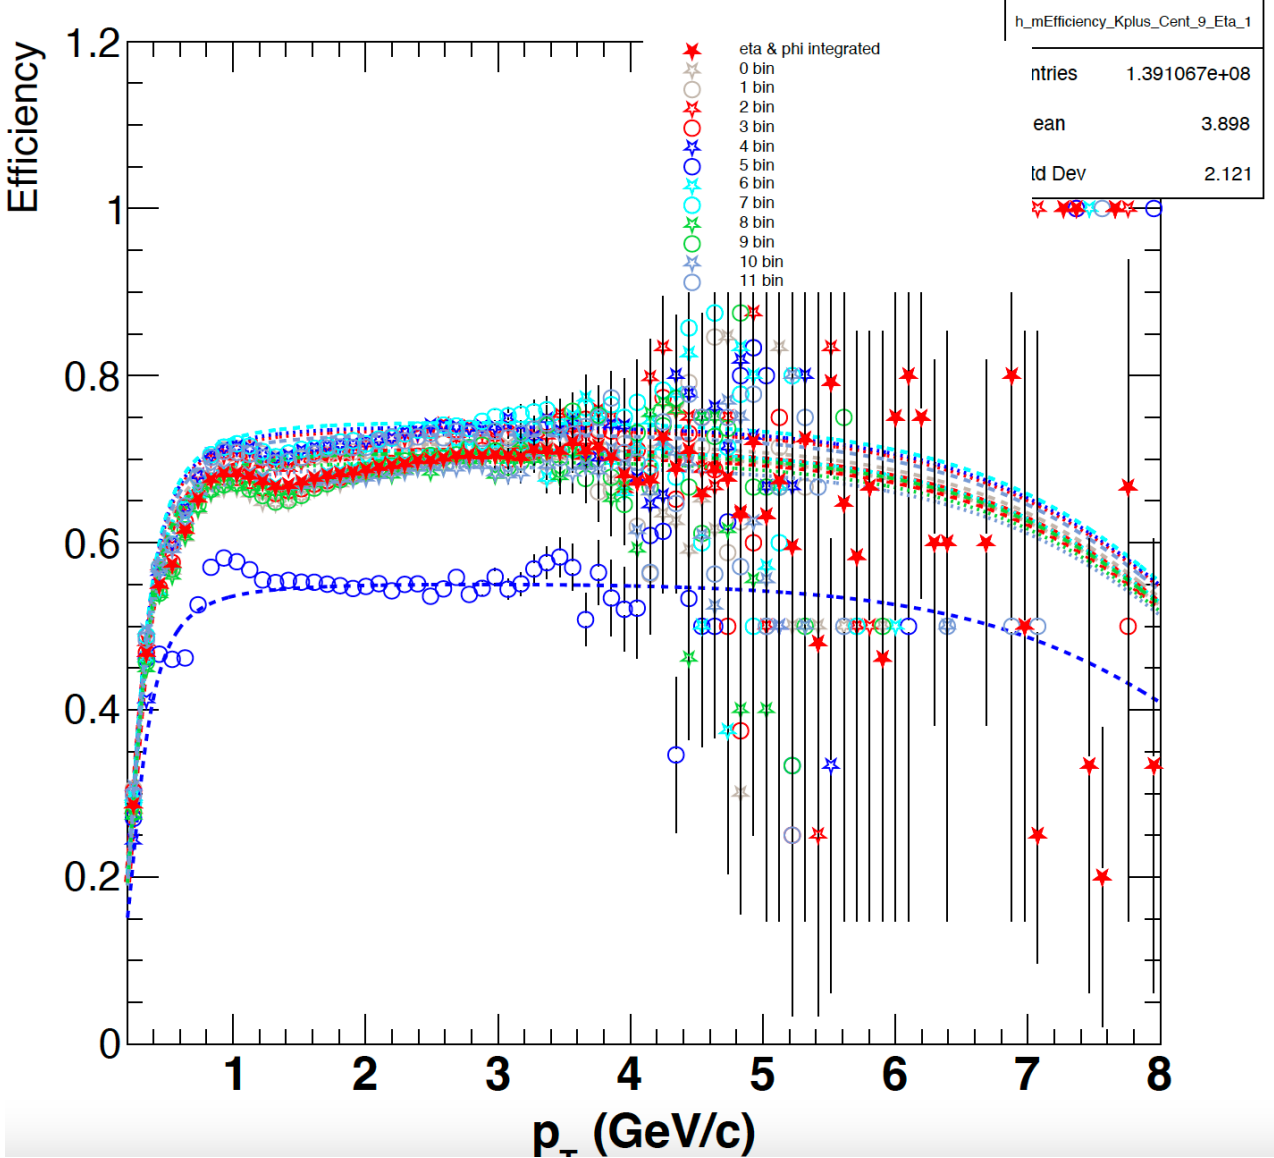 h_mEfficiency_Kplus_Cent_9_Eta_1
ntries 1.391067e+08
ean 3.898
td Dev 2.121
eta & phi integrated
0 bin
1 bin
2 bin
3 bin
4 bin
5 bin
6 bin
7 bin
8 bin
9 bin
10 bin
11 bin
Efficiency
1.2
1
0.8
0.6
0.4
0.2
0
1 2 3 4 5 6 7 8
pT (GeV/c)